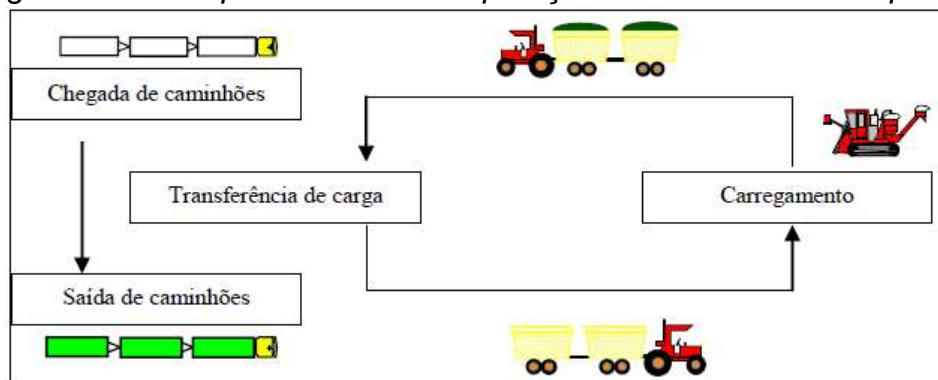 Chegada de caminhões
Transferência de carga
Carregamento
Saída de caminhões